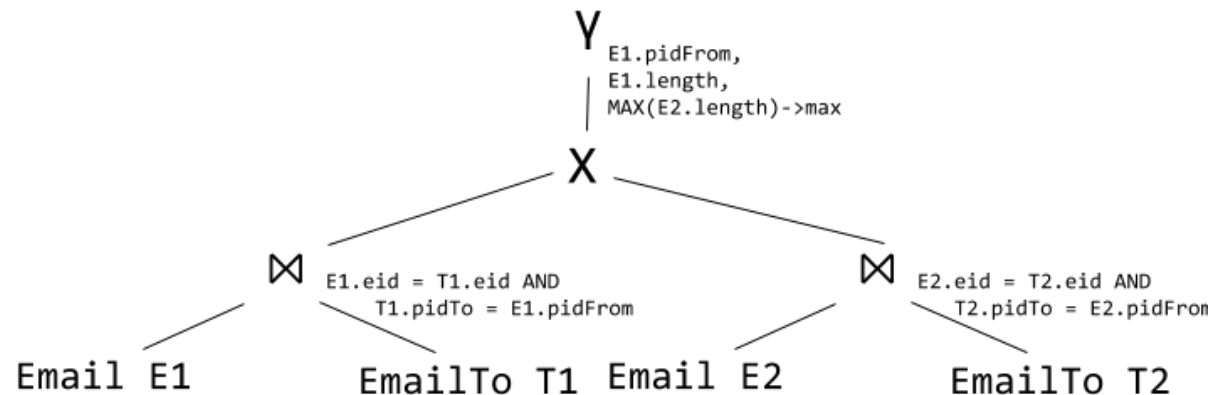 γ
E1.pidFrom,
E1.length,
MAX(E2.length)->max
X
⋈
E1.eid = T1.eid AND
T1.pidTo = E1.pidFrom
⋈
E2.eid = T2.eid AND
T2.pidTo = E2.pidFrom
Email E1
EmailTo T1
Email E2
EmailTo T2